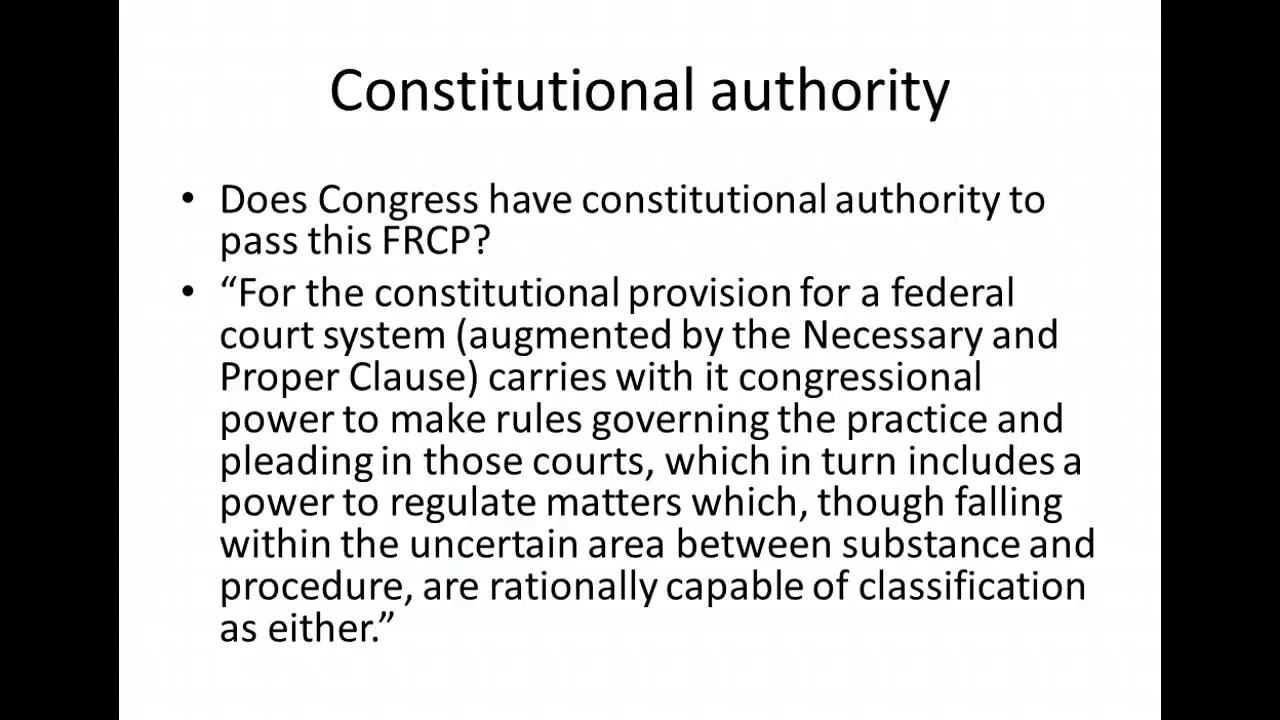 Constitutional authority
• Does Congress have constitutional authority to
pass this FRCP?
• “For the constitutional provision for a federal
court system (augmented by the Necessary and
Proper Clause) carries with it congressional
power to make rules governing the practice and
pleading in those courts, which in turn includes a
power to regulate matters which, though falling
within the uncertain area between substance and
procedure, are rationally capable of classification
as either.”